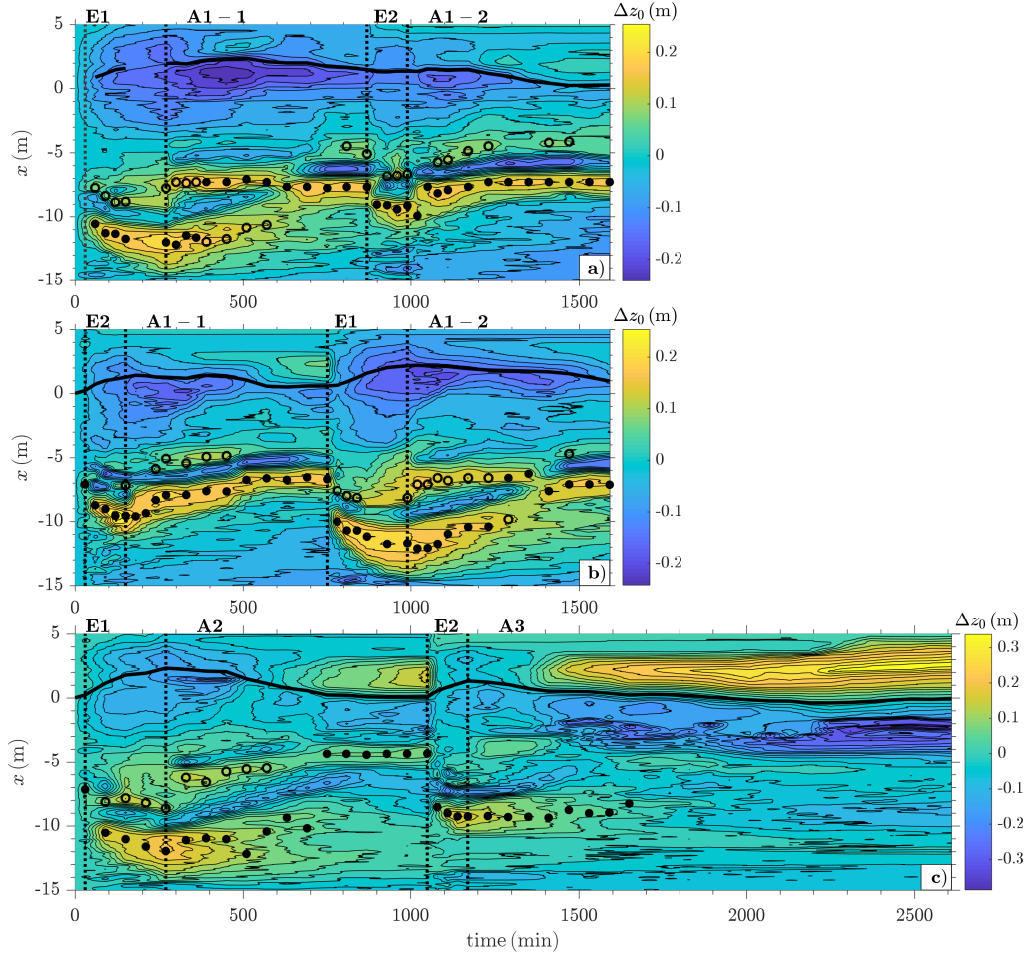 E1 A1 − 1 E2 A1 − 2 Δz0 (m)
5
0
-5
-10
-15
x (m)
0.2
0.1
0
-0.1
-0.2
a)
0 500 1000 1500
E2 A1 − 1 E1 A1 − 2 Δz0 (m)
5
0
-5
-10
-15
x (m)
0.2
0.1
0
-0.1
-0.2
b)
0 500 1000 1500
E1 A2 E2 A3 Δz0 (m)
5
0
-5
-10
-15
x (m)
0.3
0.2
0.1
0
-0.1
-0.2
-0.3
c)
0 500 1000 1500 2000 2500
time (min)